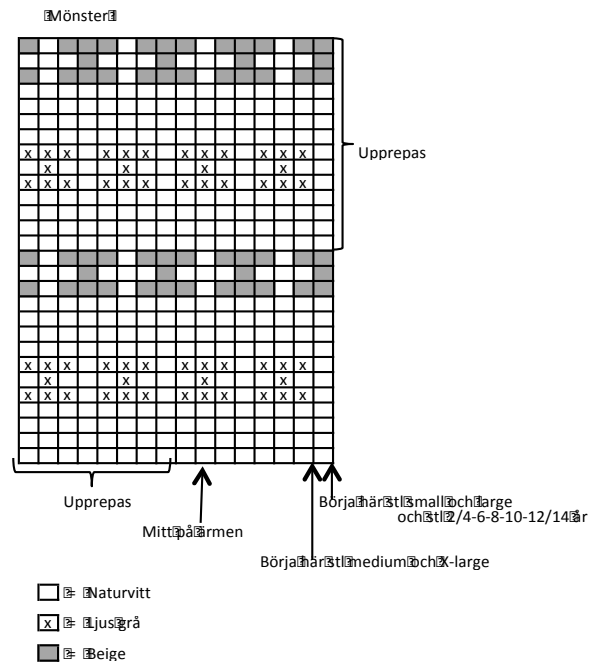 Mönster 1
x x x x x x x x x x x x
Upprepas
x x x x
x x x x x x x x x x x x
x x x x x x x x x x x x
x x x x
x x x x x x x x x x x x
Upprepas
Börja här stl small och large
och stl 2/4-6-8-10-12/14 år
Mitt på ärmen
Börja här stl medium och X-large
= Naturvitt
x = Ljus grå
= Beige